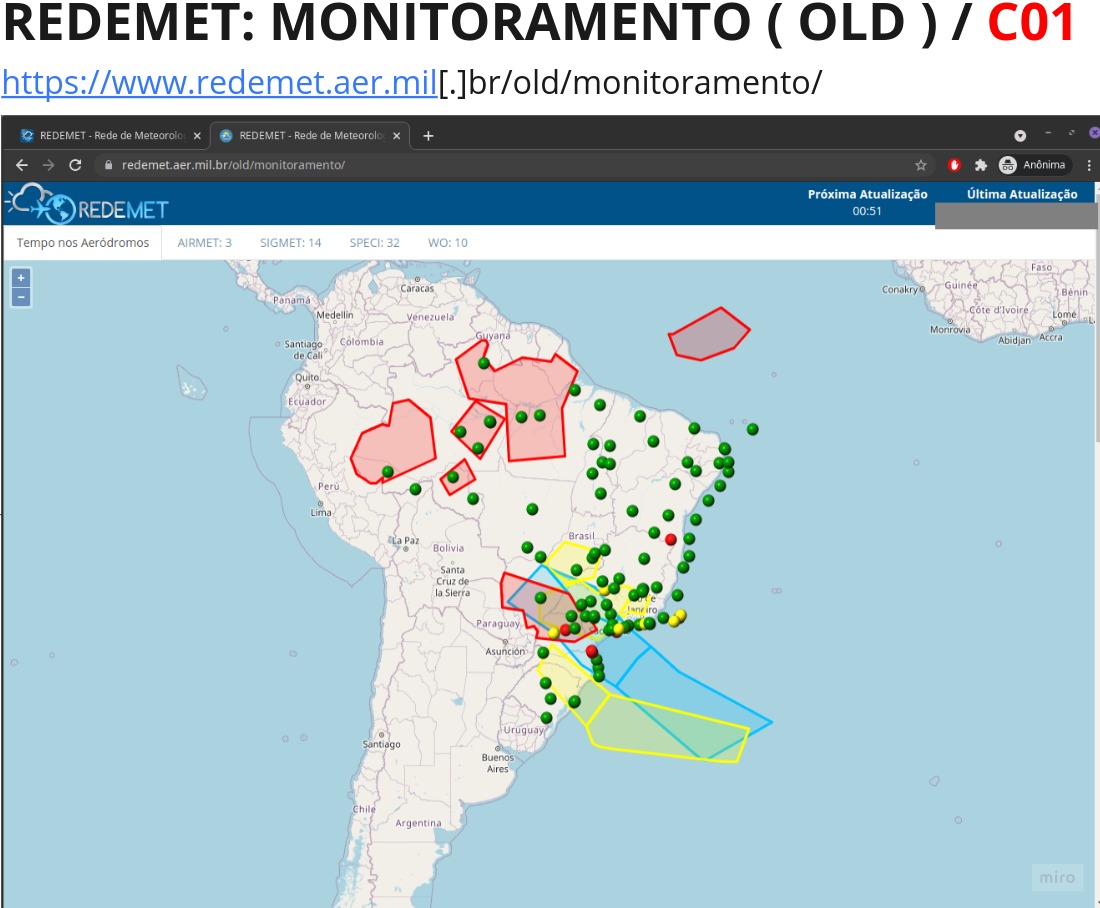 REDEMET: MONITORAMENTO ( OLD ) / C01
https://www.redemet.aer.mil[.]br/old/monitoramento/
REDEMET - Rede de Meteorolo
REDEMET - Rede de Meteorolo
redemet.aer.mil.br/old/monitoramento/
Anônima
REDEMET
Próxima Atualização
00:51
Última Atualização
Tempo nos Aeródromos
AIRMET: 3
SIGMET: 14
SPECI: 32
WO: 10
+
−
Panamá
Caracas
Medellín
Venezuela
Guyana
Santiago
de Cali
Colombia
Quito
Ecuador
Conakry
Guinée
Faso
Bénin
Côte d'Ivoire
Lomé
Monrovia
Abidjan
Accra
Perú
Lima
La Paz
Bolivia
Santa
Cruz de
la Sierra
Brasil
Janeiro
Paraguay
Asunción
Uruguay
Santiago
Buenos
Aires
Chile
Argentina
miro